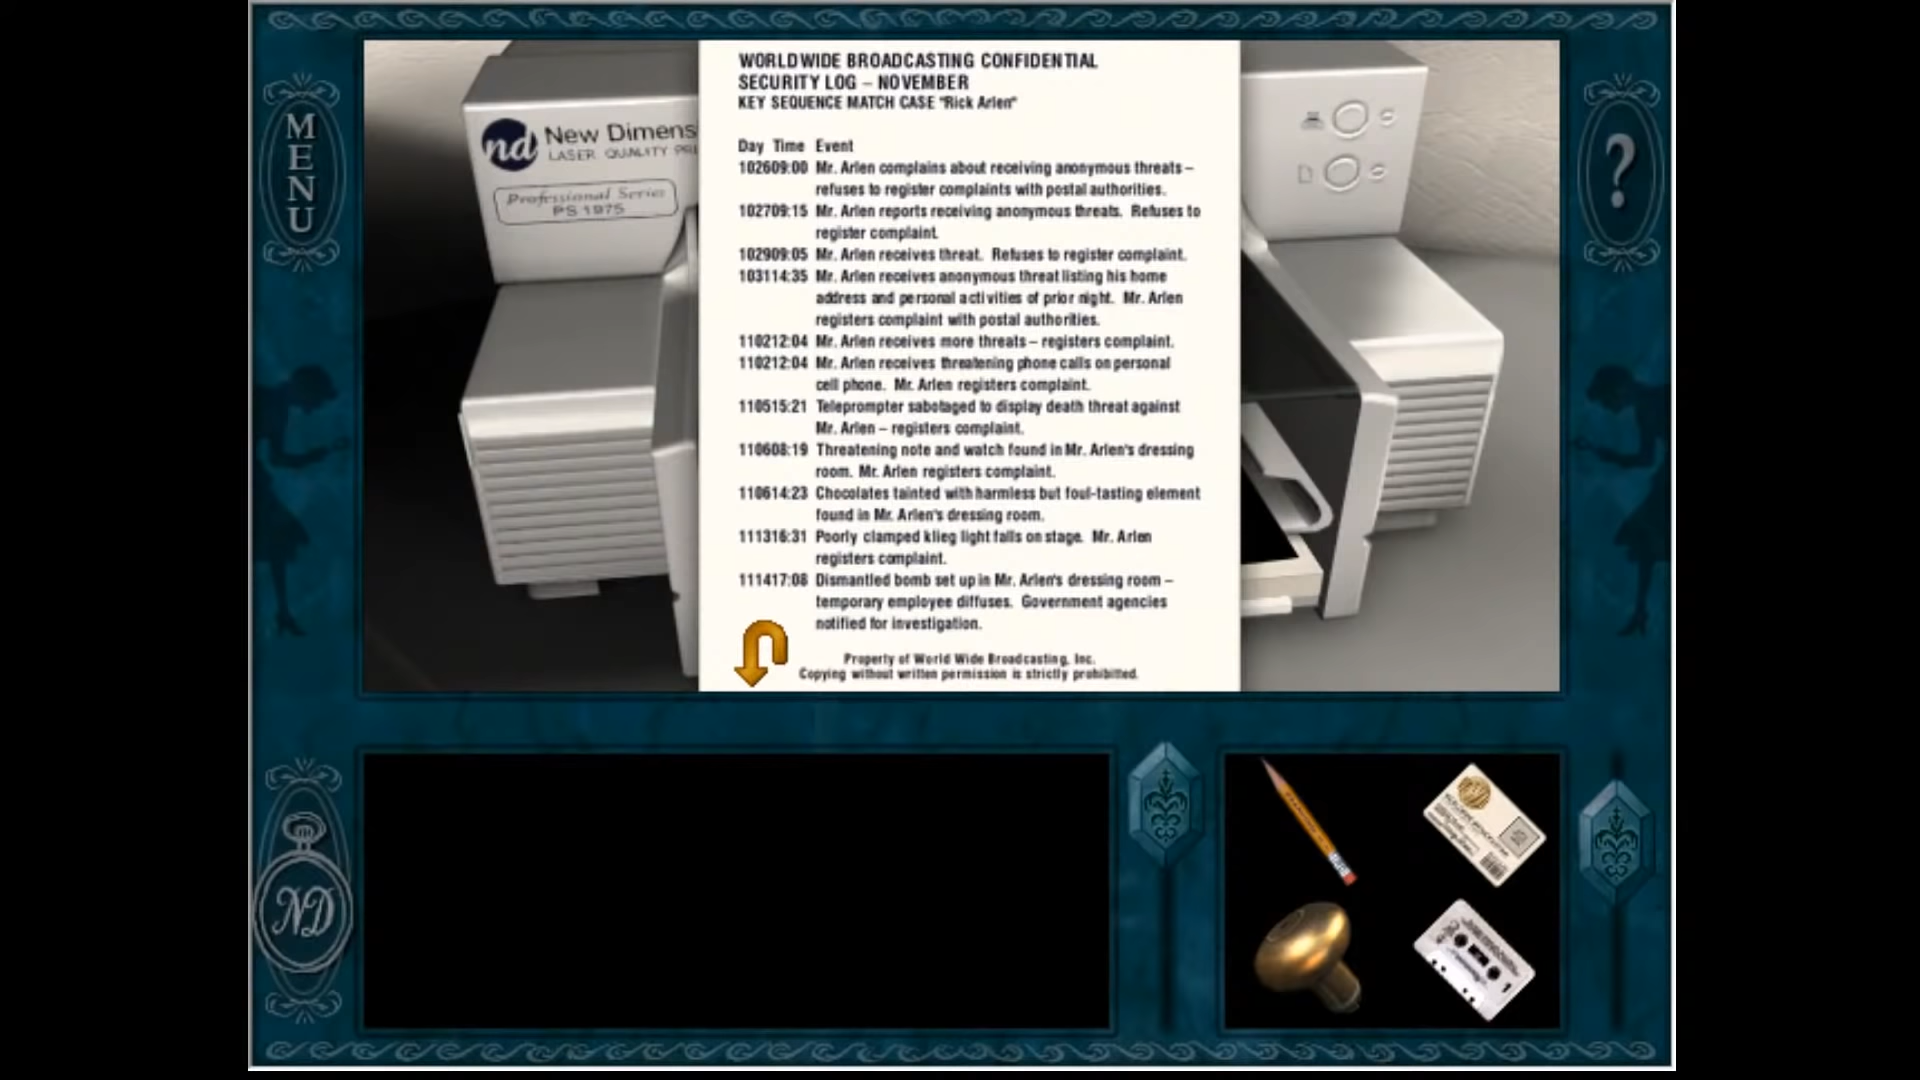 WORLDWIDE BROADCASTING CONFIDENTIAL
SECURITY LOG – NOVEMBER
KEY SEQUENCE MATCH CASE "Rick Arlen"
Day Time Event
102609:00 Mr. Arlen complains about receiving anonymous threats –
refuses to register complaints with postal authorities.
102709:15 Mr. Arlen reports receiving anonymous threats. Refuses to
register complaint.
102909:05 Mr. Arlen receives threat. Refuses to register complaint.
103114:35 Mr. Arlen receives anonymous threat listing his home
address and personal activities of prior night. Mr. Arlen
registers complaint with postal authorities.
110212:04 Mr. Arlen receives more threats – registers complaint.
110212:04 Mr. Arlen receives threatening phone calls on personal
cell phone. Mr. Arlen registers complaint.
110515:21 Teleprompter sabotaged to display death threat against
Mr. Arlen – registers complaint.
110608:19 Threatening note and watch found in Mr. Arlen's dressing
room. Mr. Arlen registers complaint.
110614:23 Chocolates tainted with harmless but foul-tasting element
found in Mr. Arlen's dressing room.
111316:31 Poorly clamped klieg light falls on stage. Mr. Arlen
registers complaint.
111417:08 Dismantled bomb set up in Mr. Arlen's dressing room –
temporary employee diffuses. Government agencies
notified for investigation.
Property of World Wide Broadcasting, Inc.
Copying without written permission is strictly prohibitted.
nd New Dimens
LASER QUALITY PRI
Professional Series
PS 1975
MENU
?
ND